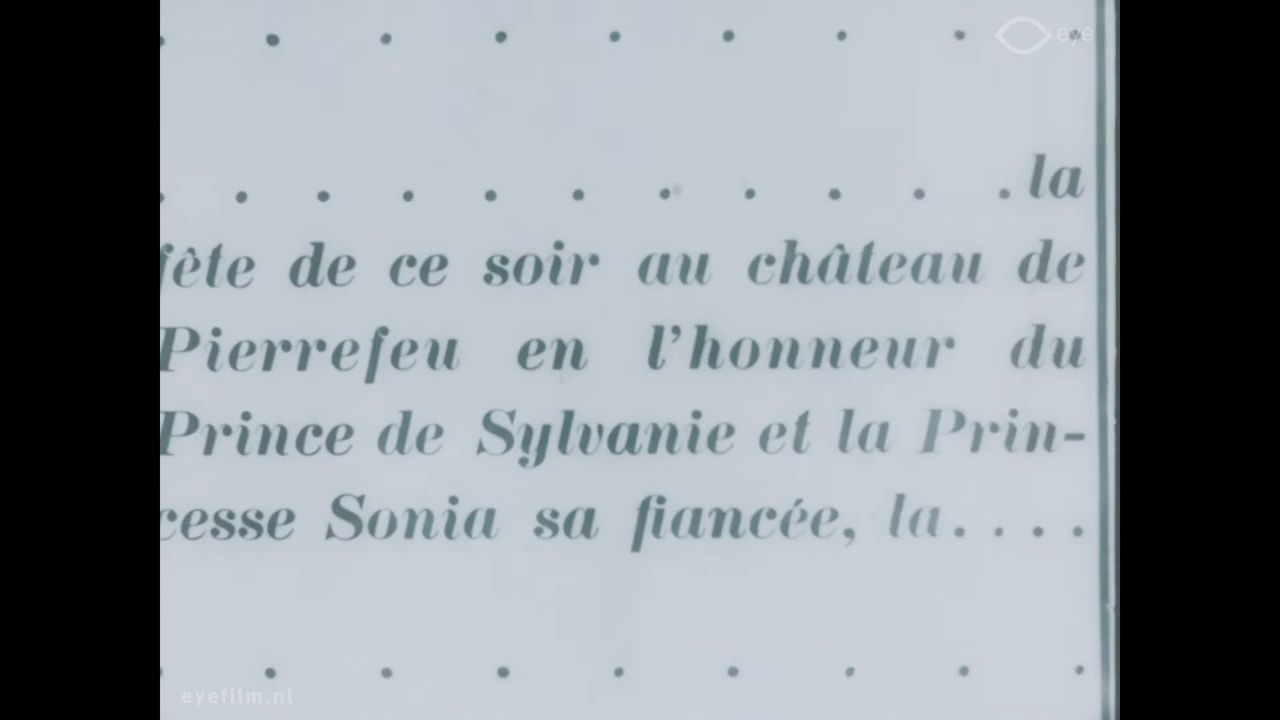 eye
. . . . . . . . . . . la
fête de ce soir au château de
Pierrefeu en l'honneur du
Prince de Sylvanie et la Prin-
cesse Sonia sa fiancée, la....
eyefilm.nl